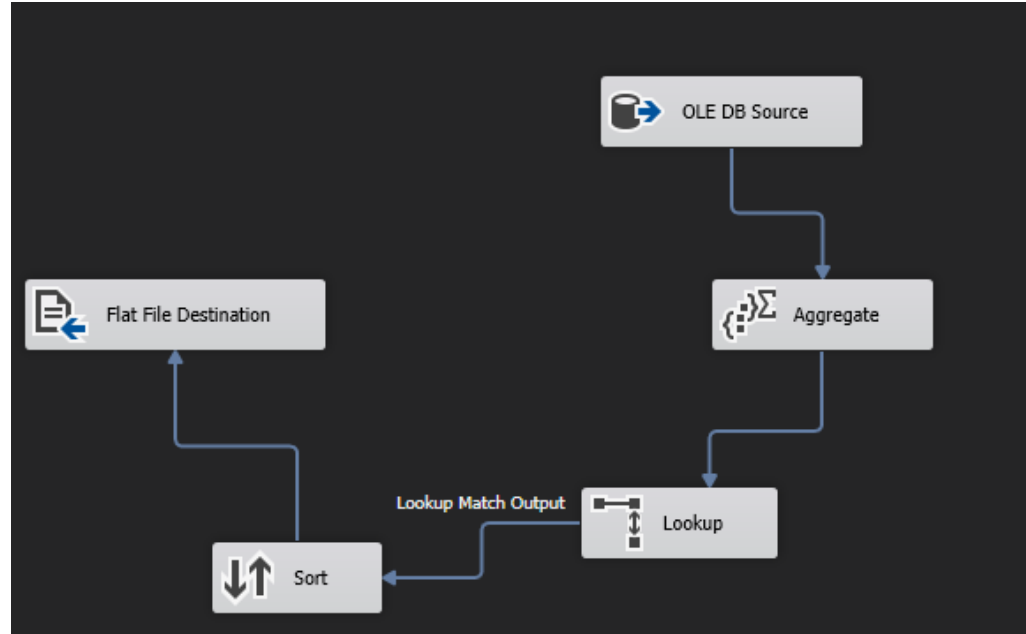 OLE DB Source
Flat File Destination
Aggregate
Lookup Match Output
Lookup
Sort